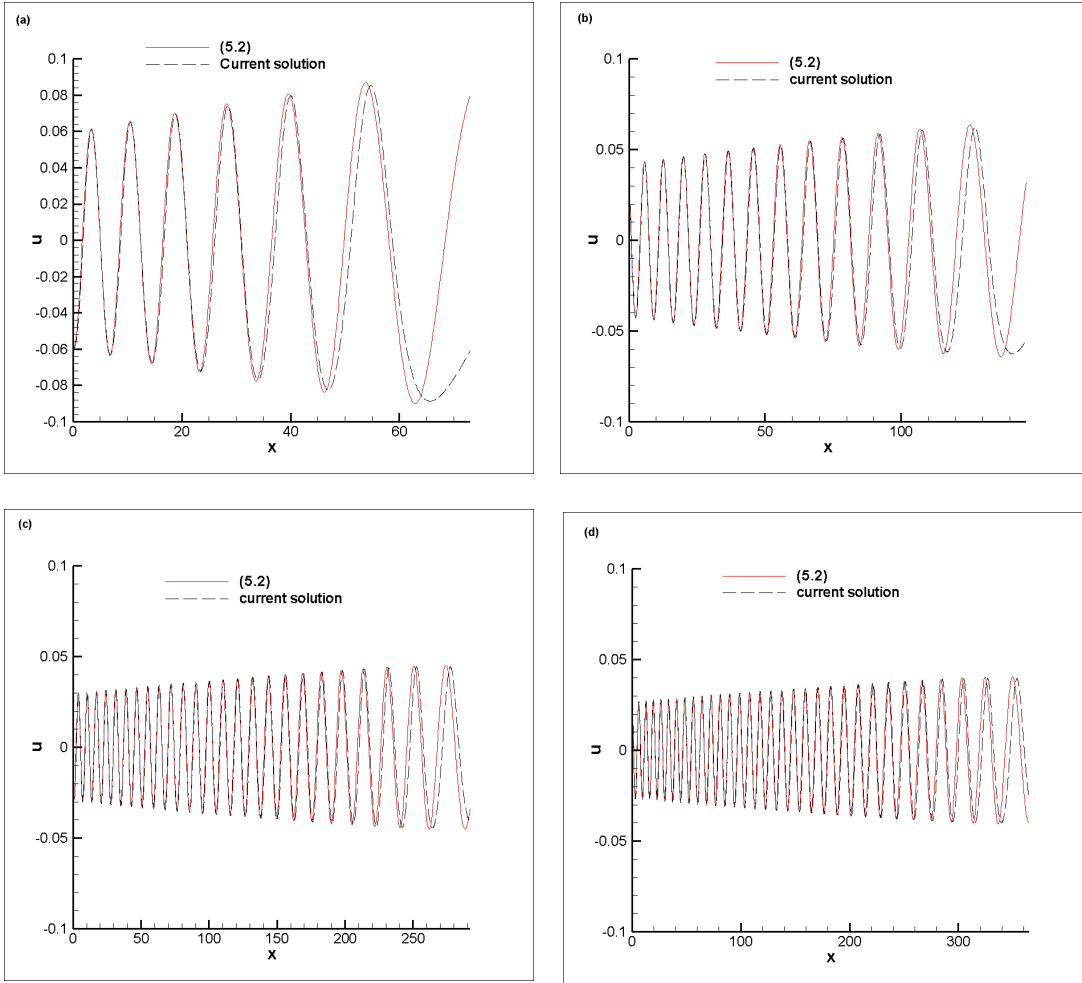 (a)
(5.2)
Current solution
0.1
0.08
0.06
0.04
0.02
0
-0.02
-0.04
-0.06
-0.08
-0.1
u
0 20 40 60
x
(b)
(5.2)
current solution
0.1
0.05
0
-0.05
-0.1
u
0 50 100
x
(c)
(5.2)
current solution
0.1
0.05
0
-0.05
-0.1
u
0 50 100 150 200 250
x
(d)
(5.2)
current solution
0.1
0.05
0
-0.05
-0.1
u
0 100 200 300
x